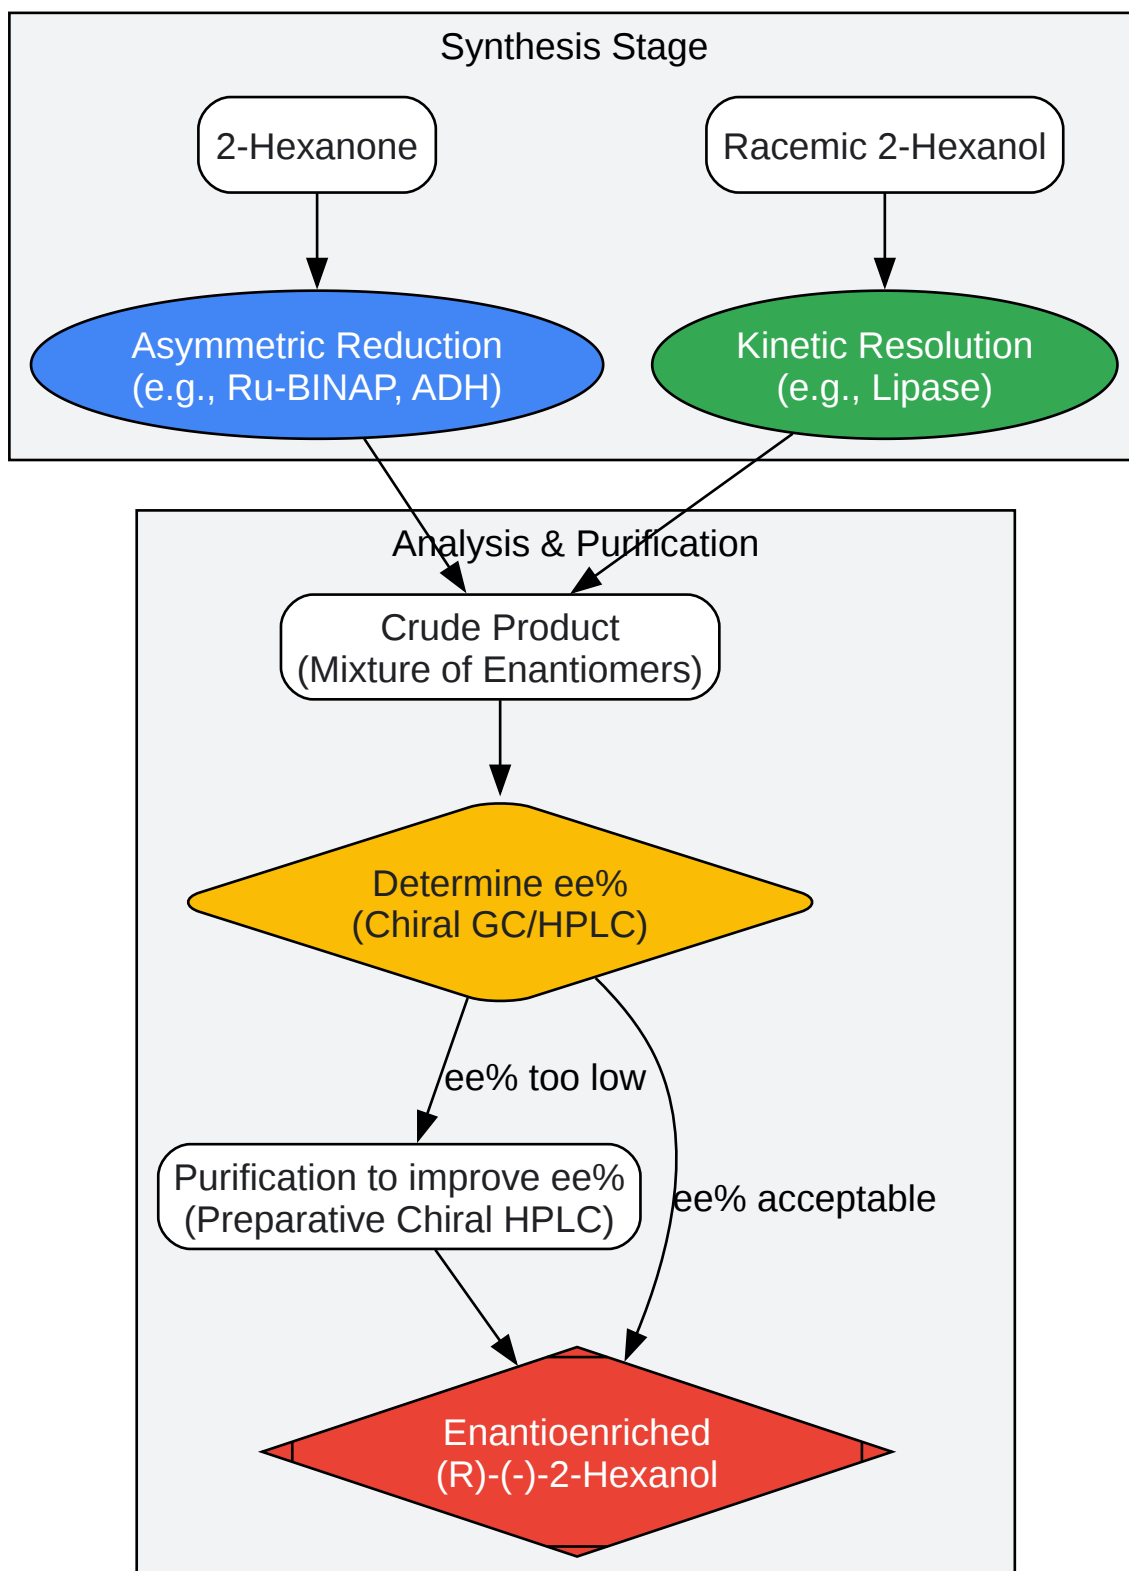 Synthesis Stage
2-Hexanone
Racemic 2-Hexanol
Asymmetric Reduction
(e.g., Ru-BINAP, ADH)
Kinetic Resolution
(e.g., Lipase)
Analysis & Purification
Crude Product
(Mixture of Enantiomers)
Determine ee%
(Chiral GC/HPLC)
ee% too low
Purification to improve ee%
(Preparative Chiral HPLC)
ee% acceptable
Enantioenriched
(R)-(-)-2-Hexanol